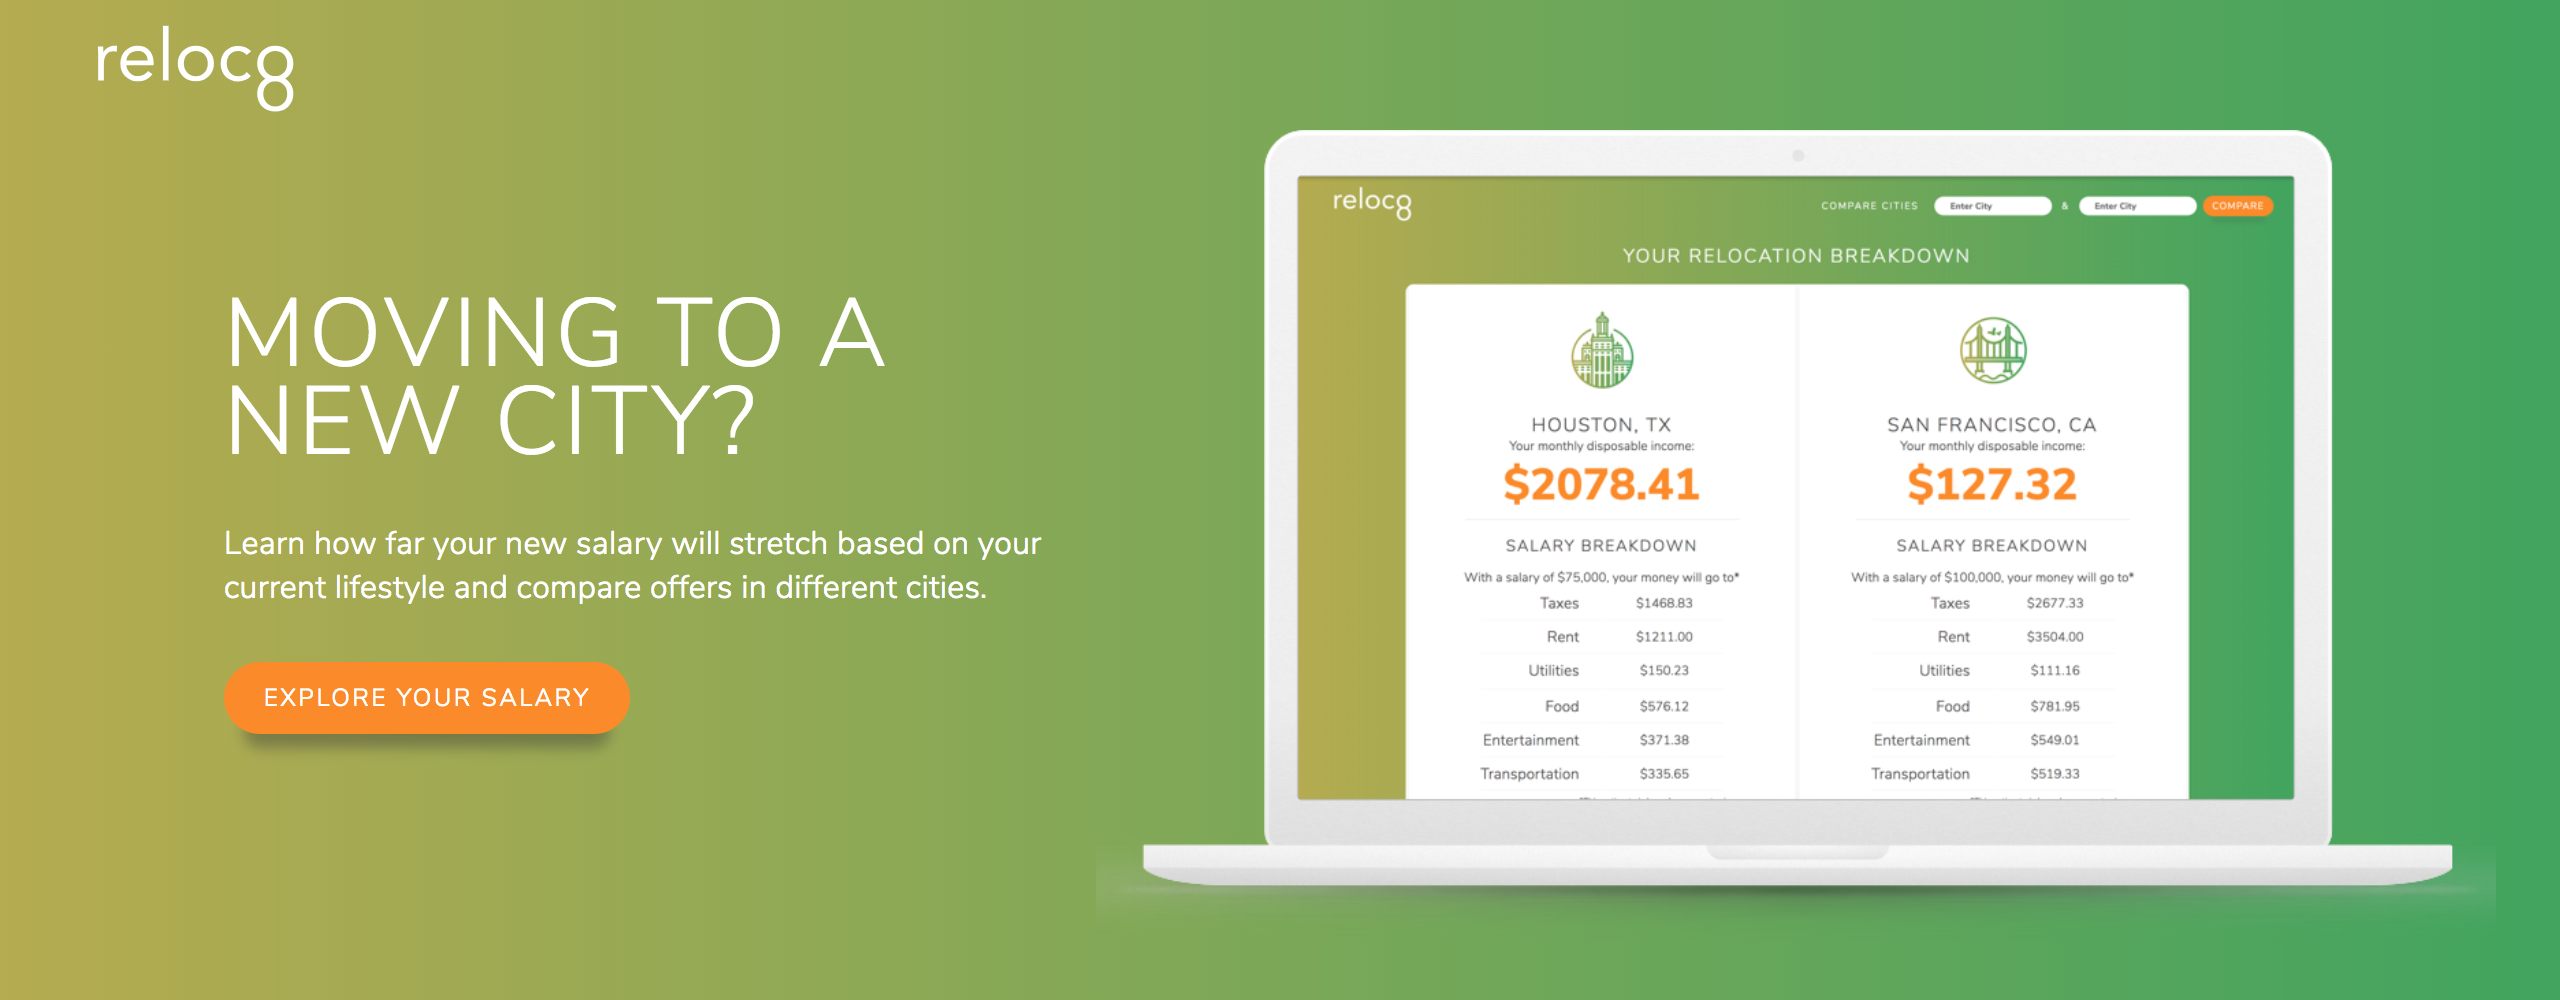 reloc8
MOVING TO A
NEW CITY?
Learn how far your new salary will stretch based on your
current lifestyle and compare offers in different cities.
EXPLORE YOUR SALARY
reloc8
COMPARE CITIES Enter City & Enter City COMPARE
YOUR RELOCATION BREAKDOWN
HOUSTON, TX
Your monthly disposable income:
$2078.41
SALARY BREAKDOWN
With a salary of $75,000, your money will go to*
Taxes $1468.83
Rent $1211.00
Utilities $150.23
Food $576.12
Entertainment $371.38
Transportation $335.65
SAN FRANCISCO, CA
Your monthly disposable income:
$127.32
SALARY BREAKDOWN
With a salary of $100,000, your money will go to*
Taxes $2677.33
Rent $3504.00
Utilities $111.16
Food $781.95
Entertainment $549.01
Transportation $519.33